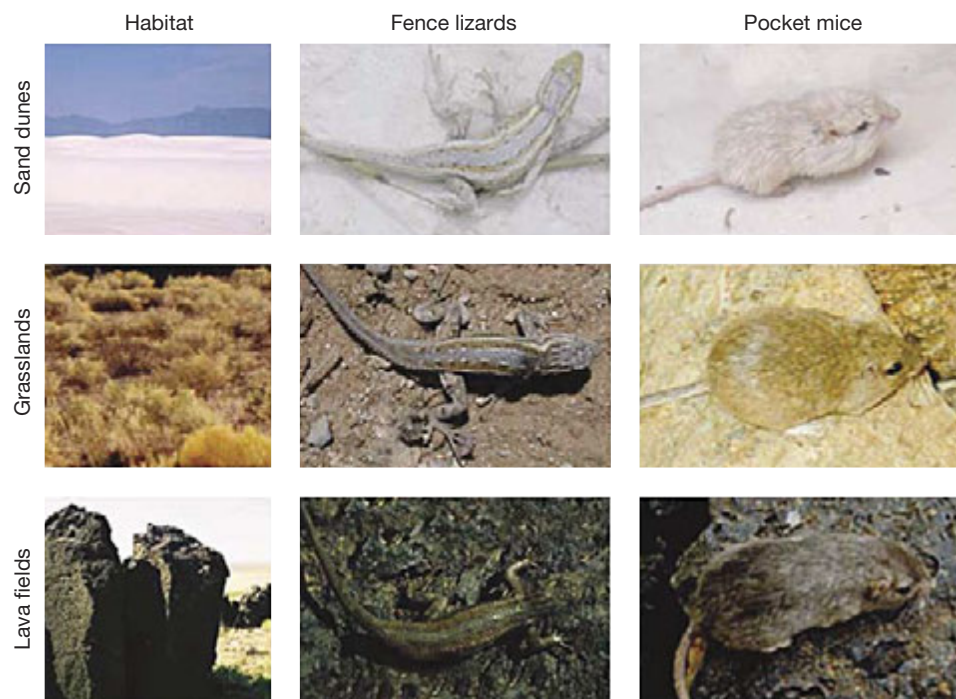 Habitat
Fence lizards
Pocket mice
Sand dunes
Grasslands
Lava fields